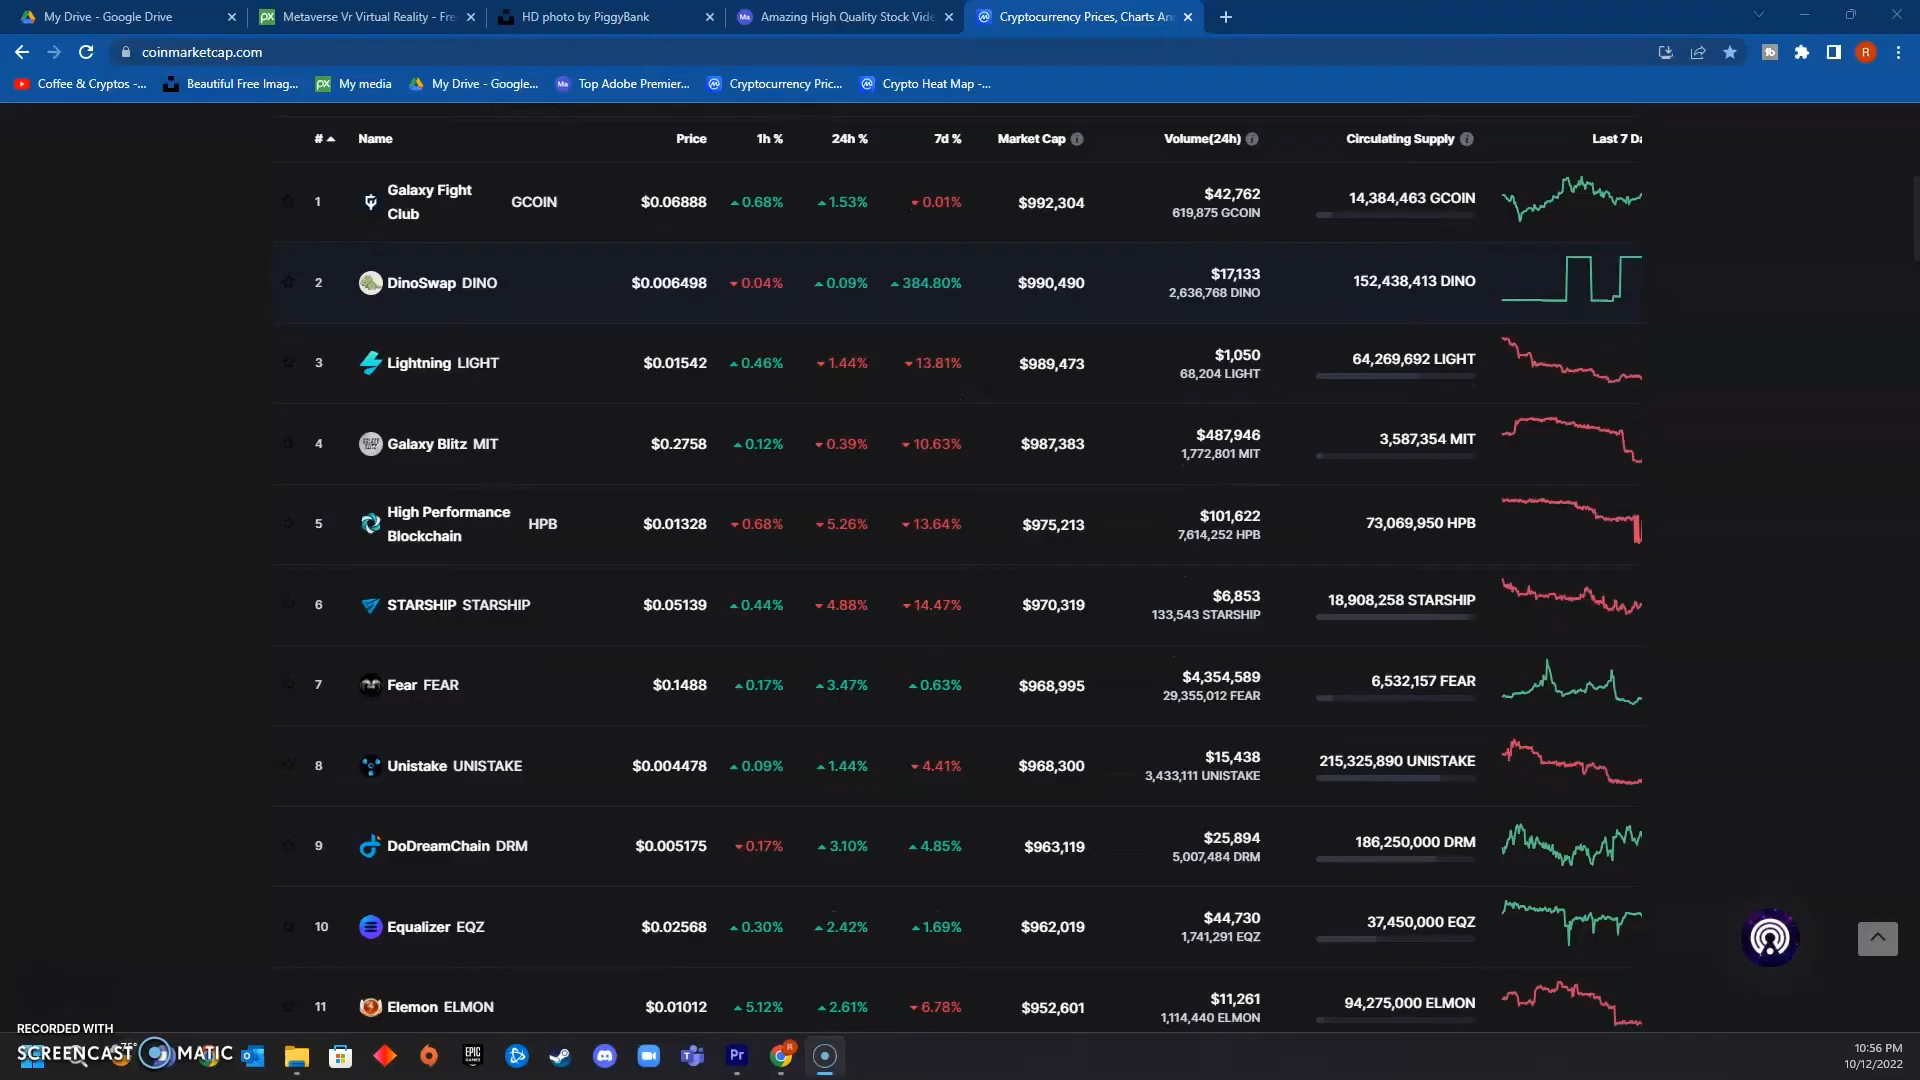 My Drive - Google Drive
Metaverse Vr Virtual Reality - Fre
HD photo by PiggyBank
Amazing High Quality Stock Vide
Cryptocurrency Prices, Charts An
coinmarketcap.com
Coffee & Cryptos -...
Beautiful Free Imag...
My media
My Drive - Google...
Top Adobe Premier...
Cryptocurrency Pric...
Crypto Heat Map -...
# Name Price 1h % 24h % 7d % Market Cap Volume(24h) Circulating Supply Last 7 Da
1 Galaxy Fight Club GCOIN $0.06888 0.68% 1.53% 0.01% $992,304 $42,762 14,384,463 GCOIN
619,875 GCOIN
2 DinoSwap DINO $0.006498 0.04% 0.09% 384.80% $990,490 $17,133 152,438,413 DINO
2,636,768 DINO
3 Lightning LIGHT $0.01542 0.46% 1.44% 13.81% $989,473 $1,050 64,269,692 LIGHT
68,204 LIGHT
4 Galaxy Blitz MIT $0.2758 0.12% 0.39% 10.63% $987,383 $487,946 3,587,354 MIT
1,772,801 MIT
5 High Performance Blockchain HPB $0.01328 0.68% 5.26% 13.64% $975,213 $101,622 73,069,950 HPB
7,614,252 HPB
6 STARSHIP STARSHIP $0.05139 0.44% 4.88% 14.47% $970,319 $6,853 18,908,258 STARSHIP
133,543 STARSHIP
7 Fear FEAR $0.1488 0.17% 3.47% 0.63% $968,995 $4,354,589 6,532,157 FEAR
29,355,012 FEAR
8 Unistake UNISTAKE $0.004478 0.09% 1.44% 4.41% $968,300 $15,438 215,325,890 UNISTAKE
3,433,111 UNISTAKE
9 DoDreamChain DRM $0.005175 0.17% 3.10% 4.85% $963,119 $25,894 186,250,000 DRM
5,007,484 DRM
10 Equalizer EQZ $0.02568 0.30% 2.42% 1.69% $962,019 $44,730 37,450,000 EQZ
1,741,291 EQZ
11 Elemon ELMON $0.01012 5.12% 2.61% 6.78% $952,601 $11,261 94,275,000 ELMON
1,114,440 ELMON
RECORDED WITH
SCREENCAST MATIC
10:56 PM
10/12/2022